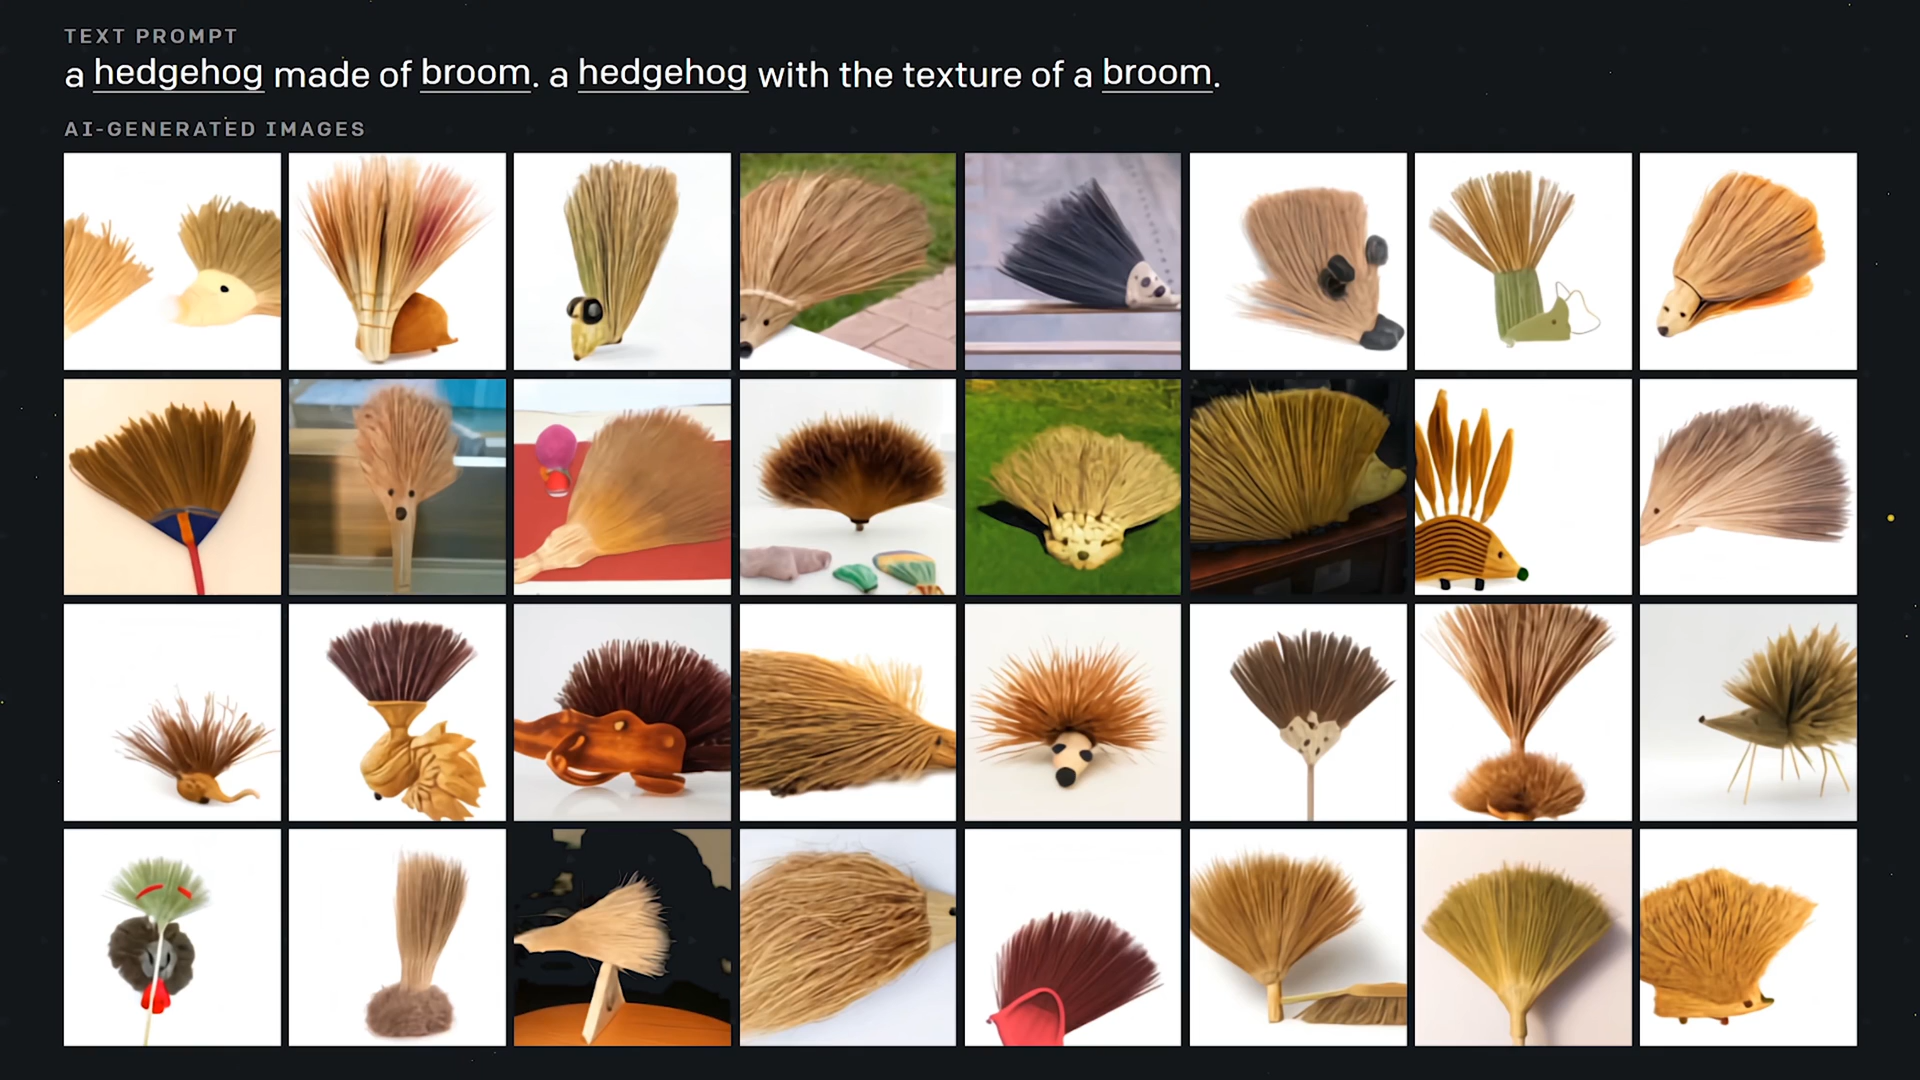 TEXT PROMPT
a hedgehog made of broom. a hedgehog with the texture of a broom.
AI-GENERATED IMAGES